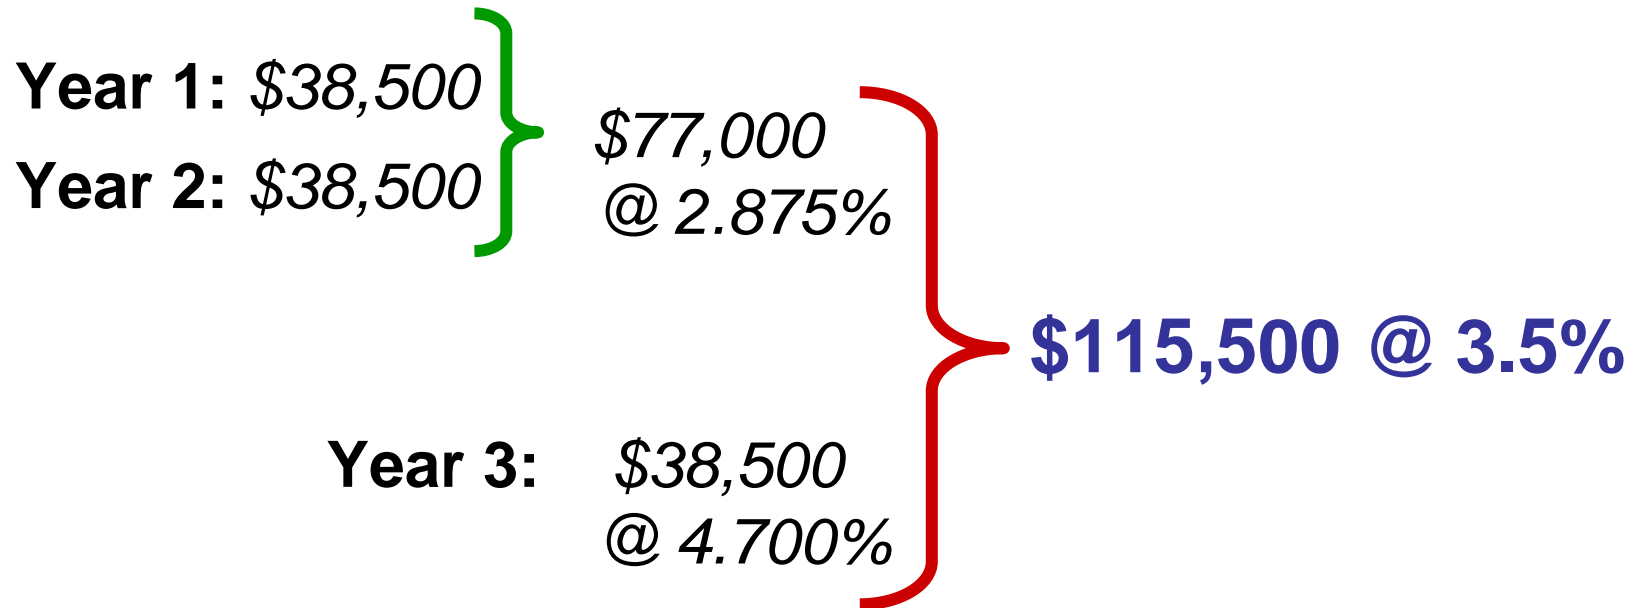 Year 1: $38,500
Year 2: $38,500
$77,000
@ 2.875%
$115,500 @ 3.5%
Year 3: $38,500
@ 4.700%